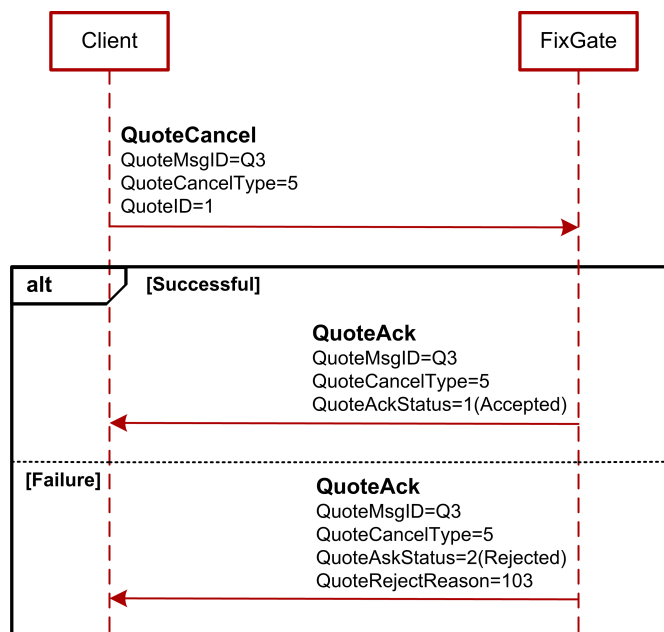 Client
FixGate
QuoteCancel
QuoteMsgID=Q3
QuoteCancelType=5
QuoteID=1
alt
[Successful]
QuoteAck
QuoteMsgID=Q3
QuoteCancelType=5
QuoteAckStatus=1(Accepted)
[Failure]
QuoteAck
QuoteMsgID=Q3
QuoteCancelType=5
QuoteAskStatus=2(Rejected)
QuoteRejectReason=103